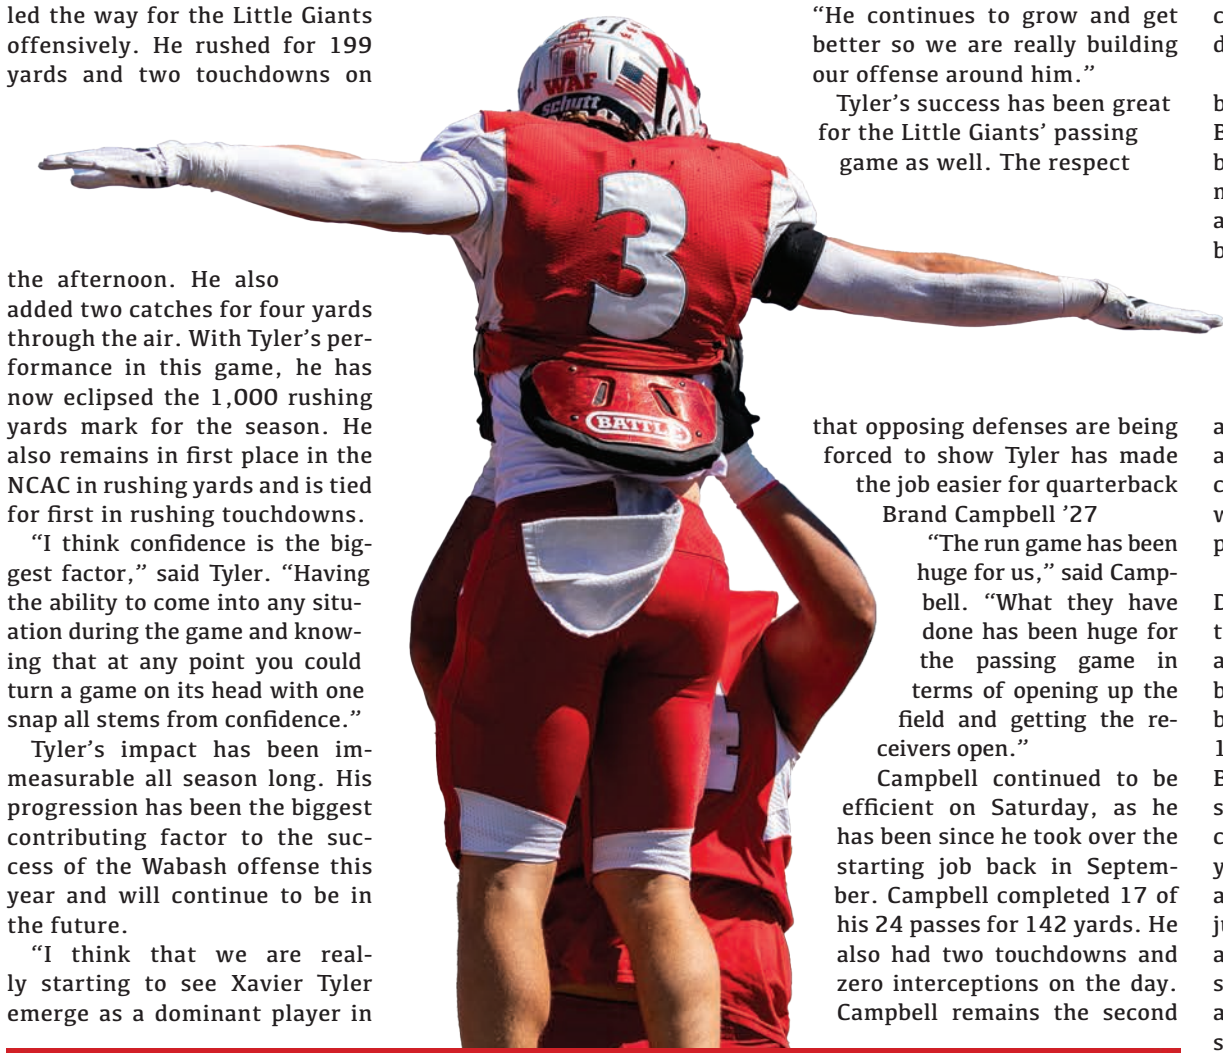 led the way for the Little Giants
offensively. He rushed for 199
yards and two touchdowns on
the afternoon. He also
added two catches for four yards
through the air. With Tyler's per-
formance in this game, he has
now eclipsed the 1,000 rushing
yards mark for the season. He
also remains in first place in the
NCAC in rushing yards and is tied
for first in rushing touchdowns.
“I think confidence is the big-
gest factor,” said Tyler. “Having
the ability to come into any situ-
ation during the game and know-
ing that at any point you could
turn a game on its head with one
snap all stems from confidence.”
Tyler’s impact has been im-
measurable all season long. His
progression has been the biggest
contributing factor to the suc-
cess of the Wabash offense this
year and will continue to be in
the future.
“I think that we are real-
ly starting to see Xavier Tyler
emerge as a dominant player in
WAF
schutt
3
BATTLE
4
“He continues to grow and get
better so we are really building
our offense around him.”
Tyler’s success has been great
for the Little Giants’ passing
game as well. The respect
that opposing defenses are being
forced to show Tyler has made
the job easier for quarterback
Brand Campbell ’27
“The run game has been
huge for us,” said Camp-
bell. “What they have
done has been huge for
the passing game in
terms of opening up the
field and getting the re-
ceivers open.”
Campbell continued to be
efficient on Saturday, as he
has been since he took over the
starting job back in Septem-
ber. Campbell completed 17 of
his 24 passes for 142 yards. He
also had two touchdowns and
zero interceptions on the day.
Campbell remains the second